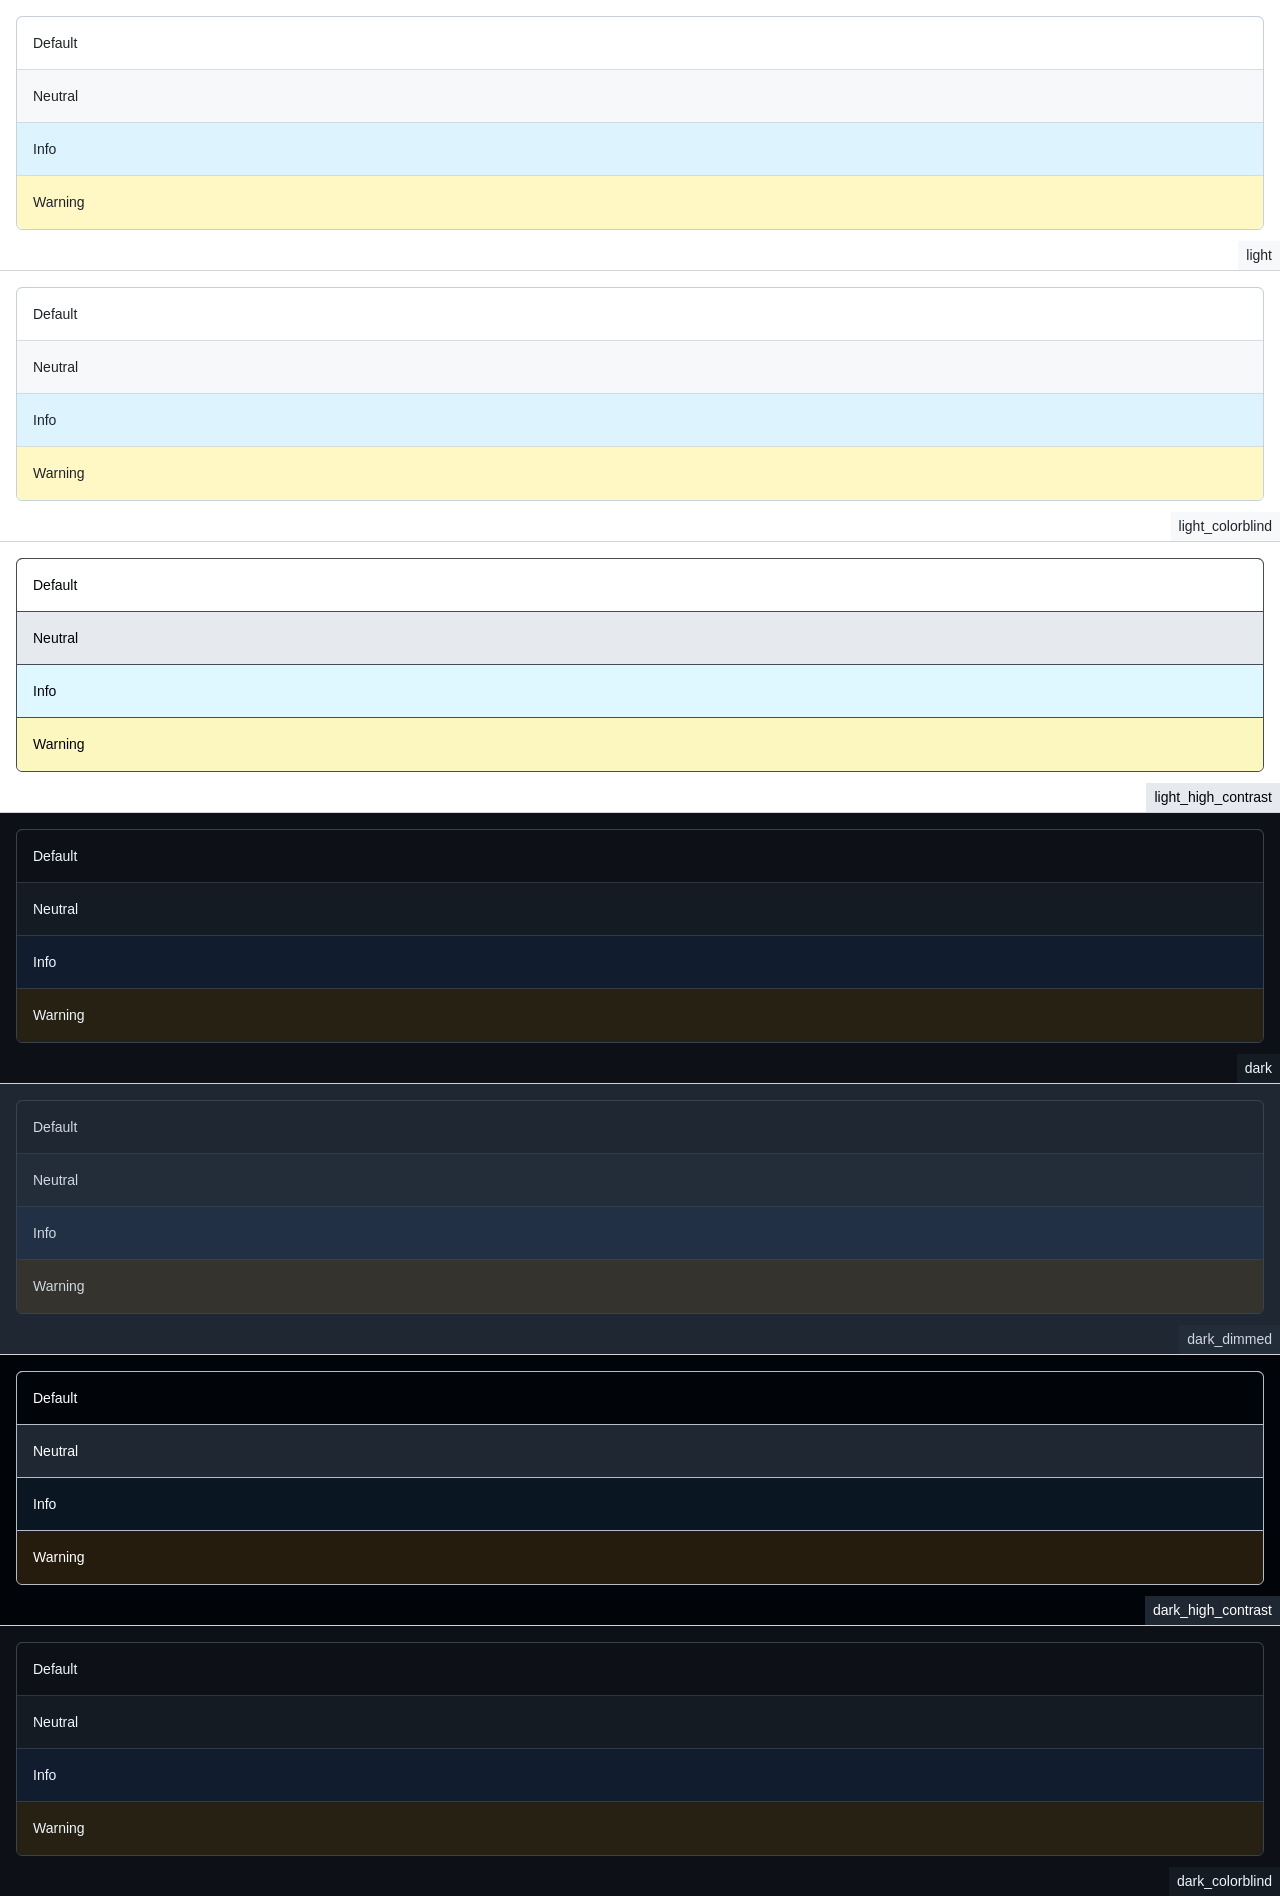 Default
Neutral
Info
Warning
light
Default
Neutral
Info
Warning
light_colorblind
Default
Neutral
Info
Warning
light_high_contrast
Default
Neutral
Info
Warning
dark
Default
Neutral
Info
Warning
dark_dimmed
Default
Neutral
Info
Warning
dark_high_contrast
Default
Neutral
Info
Warning
dark_colorblind